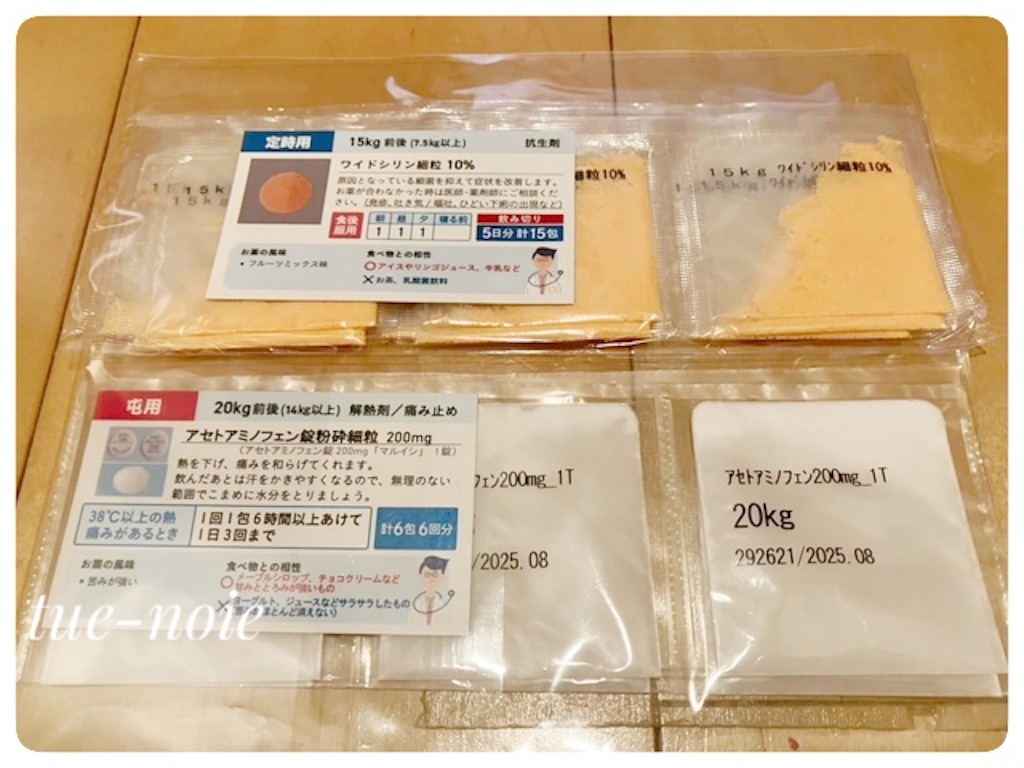 定時用 15kg 前後 (7.5kg以上) 抗生剤
ワイドシリン細粒 10%
原因となっている細菌を抑えて症状を改善します。
お薬が合わなかった時は医師・薬剤師にご相談くださ
い。(発疹、吐き気/嘔吐、ひどい下痢の出現など)
食後服用 朝 昼 夕 寝る前 飲み切り
1 1 1 5日分 計15包
お薬の風味
• フルーツミックス味
食べ物との相性
○アイスやリンゴジュース、牛乳など
×お茶、乳酸菌飲料
15k
細粒10%
15kg ワイドシリン細粒10%
屯用 20kg前後(14kg以上) 解熱剤/痛み止め
アセトアミノフェン錠粉砕細粒 200mg
(アセトアミノフェン錠 200mg「マルイシ」 1錠)
熱を下げ、痛みを和らげてくれます。
飲んだあとは汗をかきやすくなるので、無理のない
範囲でこまめに水分をとりましょう。
38℃以上の熱
痛みがあるとき
1回1包6時間以上あけて
1日3回まで
計6包 6回分
お薬の風味
• 苦みが強い
食べ物との相性
○メープルシロップ、チョコクリームなど
甘みととろみが強いもの
×ヨーグルト、ジュースなどサラサラしたもの
ほとんど消えない)
フェン200mg_1T
/2025.08
アセトアミノフェン200mg_1T
20kg
292621/2025.08
tue-noie